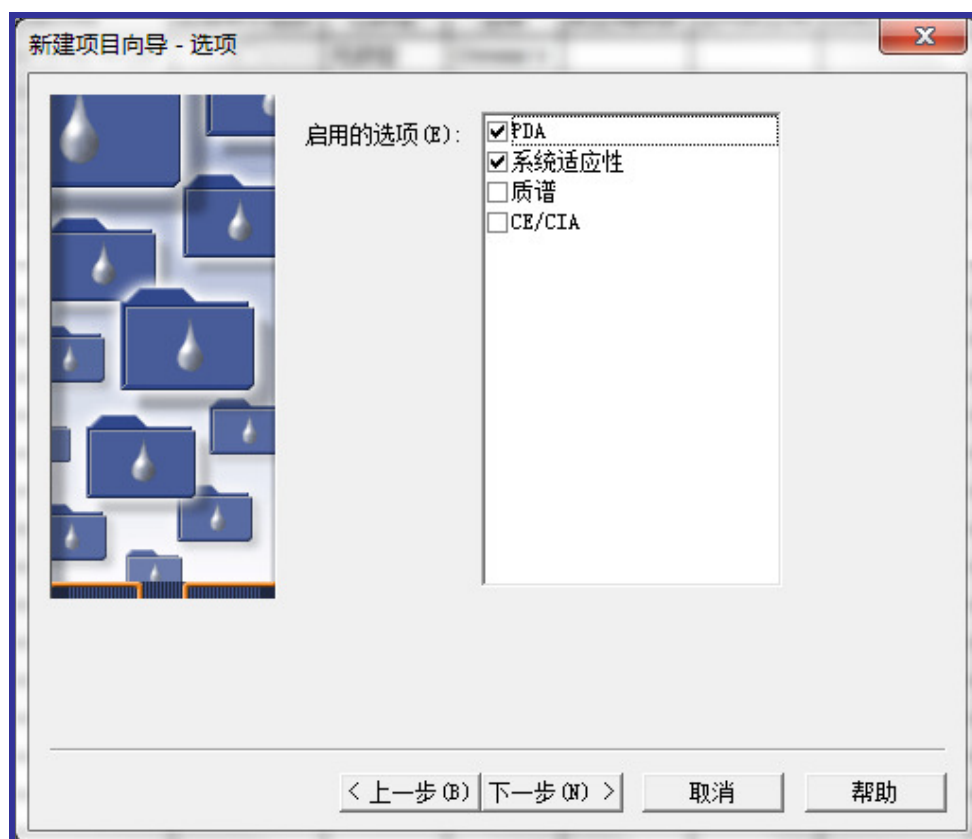 新建项目向导 - 选项
启用的选项(E):
PDA
系统适应性
质谱
CE/CIA
< 上一步(B)
下一步(N) >
取消
帮助